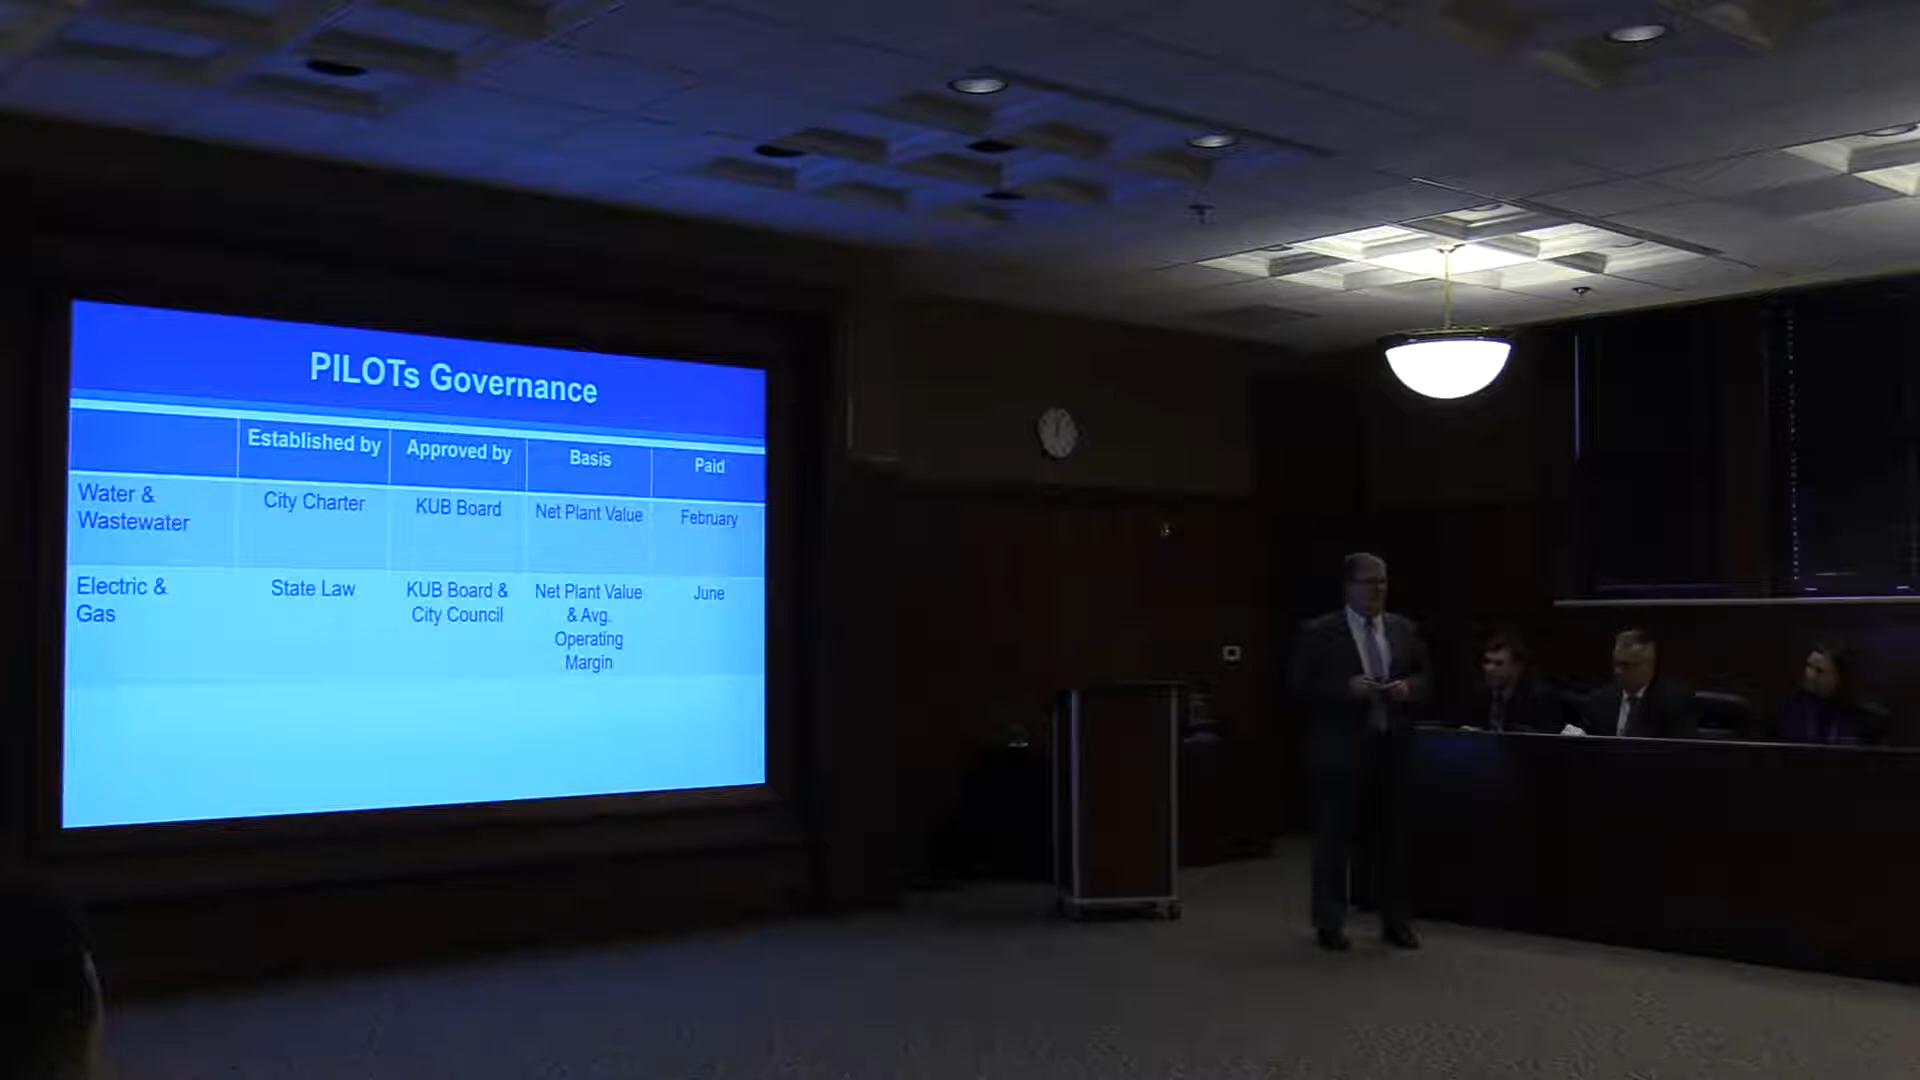 PILOTs Governance
Established by
Approved by
Basis
Paid
Water &
Wastewater
City Charter
KUB Board
Net Plant Value
February
Electric &
Gas
State Law
KUB Board &
City Council
Net Plant Value
& Avg.
Operating
Margin
June